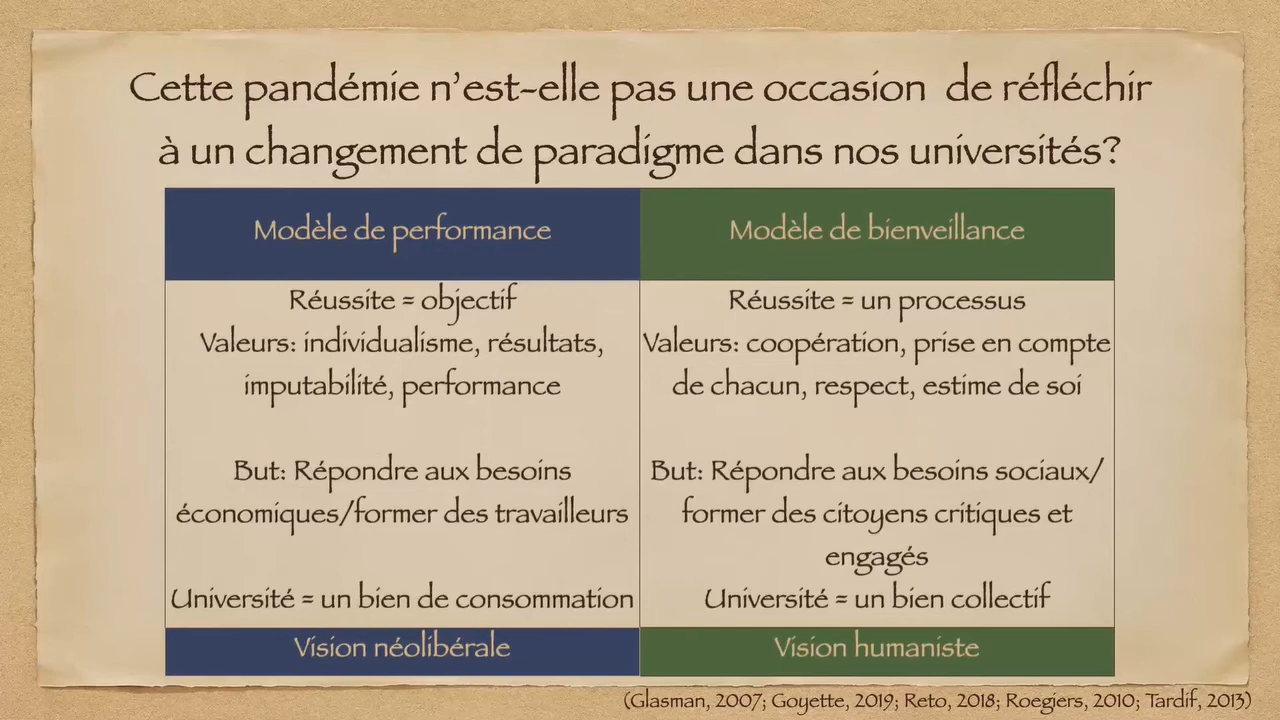 Cette pandémie n'est-elle pas une occasion de réfléchir
à un changement de paradigme dans nos universités?
Modèle de performance
Réussite = objectif
Valeurs: individualisme, résultats,
imputabilité, performance
But: Répondre aux besoins
économiques/former des travailleurs
Université = un bien de consommation
Vision néolibérale
Modèle de bienveillance
Réussite = un processus
Valeurs: coopération, prise en compte
de chacun, respect, estime de soi
But: Répondre aux besoins sociaux/
former des citoyens critiques et
engagés
Université = un bien collectif
Vision humaniste
(Glasman, 2007; Goyette, 2019; Reto, 2018; Roegiers, 2010; Tardif, 2013)